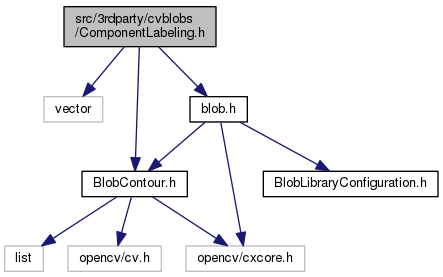 src/3rdparty/cvblobs
/ComponentLabeling.h
vector
blob.h
BlobContour.h
BlobLibraryConfiguration.h
list
opencv/cv.h
opencv/cxcore.h